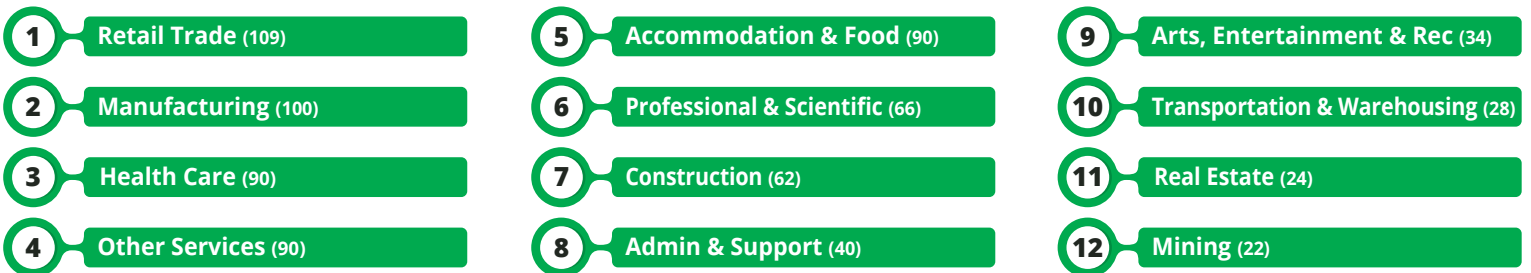 1 Retail Trade (109)
2 Manufacturing (100)
3 Health Care (90)
4 Other Services (90)
5 Accommodation & Food (90)
6 Professional & Scientific (66)
7 Construction (62)
8 Admin & Support (40)
9 Arts, Entertainment & Rec (34)
10 Transportation & Warehousing (28)
11 Real Estate (24)
12 Mining (22)